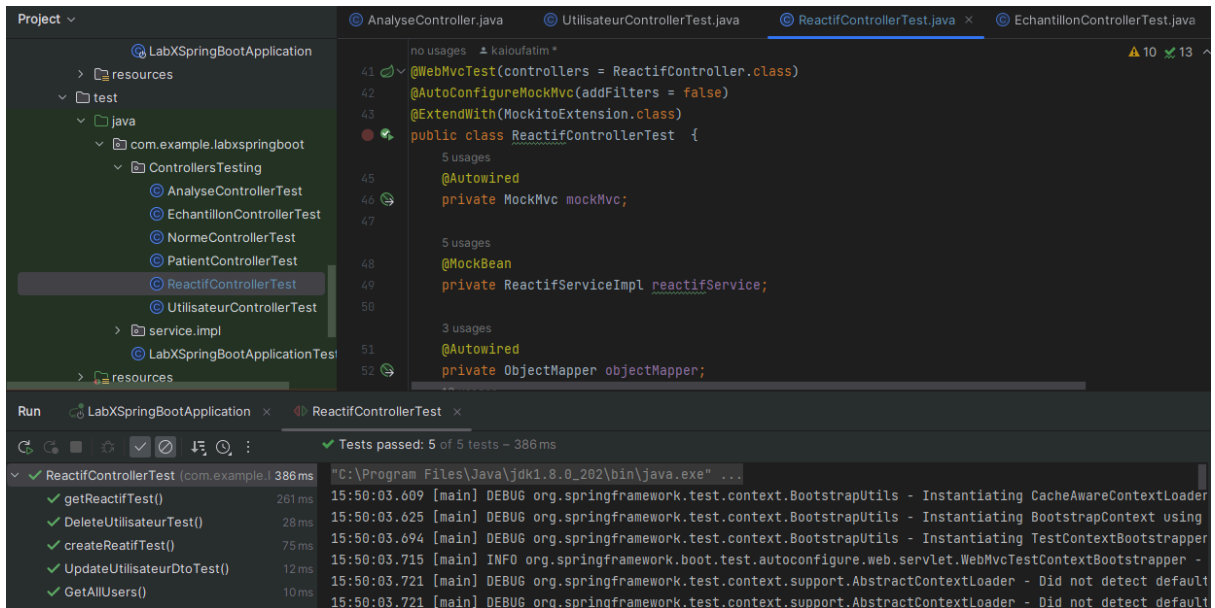 Project
LabXSpringBootApplication
resources
test
java
com.example.labxspringboot
ControllersTesting
AnalyseControllerTest
EchantillonControllerTest
NormeControllerTest
PatientControllerTest
ReactifControllerTest
UtilisateurControllerTest
service.impl
LabXSpringBootApplicationTest
resources
AnalyseController.java UtilisateurControllerTest.java ReactifControllerTest.java × EchantillonControllerTest.java
no usages kaioufatim * 10 13
41 @WebMvcTest(controllers = ReactifController.class)
42 @AutoConfigureMockMvc(addFilters = false)
43 @ExtendWith(MockitoExtension.class)
public class ReactifControllerTest {
5 usages
45 @Autowired
46 private MockMvc mockMvc;
47
5 usages
48 @MockBean
49 private ReactifServiceImpl reactifService;
50
3 usages
51 @Autowired
52 private ObjectMapper objectMapper;
Run LabXSpringBootApplication × ReactifControllerTest ×
Tests passed: 5 of 5 tests – 386 ms
ReactifControllerTest (com.example.l 386 ms
getReactifTest() 261 ms
DeleteUtilisateurTest() 28 ms
createReatifTest() 75 ms
UpdateUtilisateurDtoTest() 12 ms
GetAllUsers() 10 ms
"C:\Program Files\Java\jdk1.8.0_202\bin\java.exe" ...
15:50:03.609 [main] DEBUG org.springframework.test.context.BootstrapUtils - Instantiating CacheAwareContextLoader
15:50:03.625 [main] DEBUG org.springframework.test.context.BootstrapUtils - Instantiating BootstrapContext using
15:50:03.694 [main] DEBUG org.springframework.test.context.BootstrapUtils - Instantiating TestContextBootstrapper
15:50:03.715 [main] INFO org.springframework.boot.test.autoconfigure.web.servlet.WebMvcTestContextBootstrapper -
15:50:03.721 [main] DEBUG org.springframework.test.context.support.AbstractContextLoader - Did not detect default
15:50:03.721 [main] DEBUG org.springframework.test.context.support.AbstractContextLoader - Did not detect default